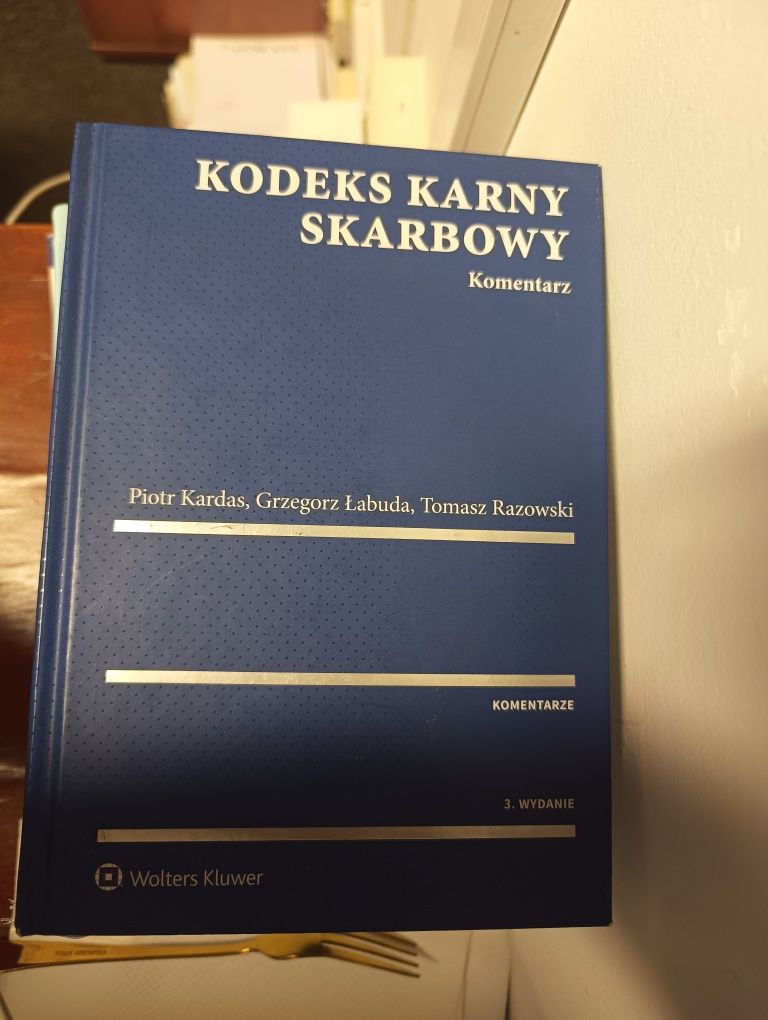 KODEKS KARNY
SKARBOWY
Komentarz
Piotr Kardas, Grzegorz Łabuda, Tomasz Razowski
KOMENTARZE
3. WYDANIE
Wolters Kluwer